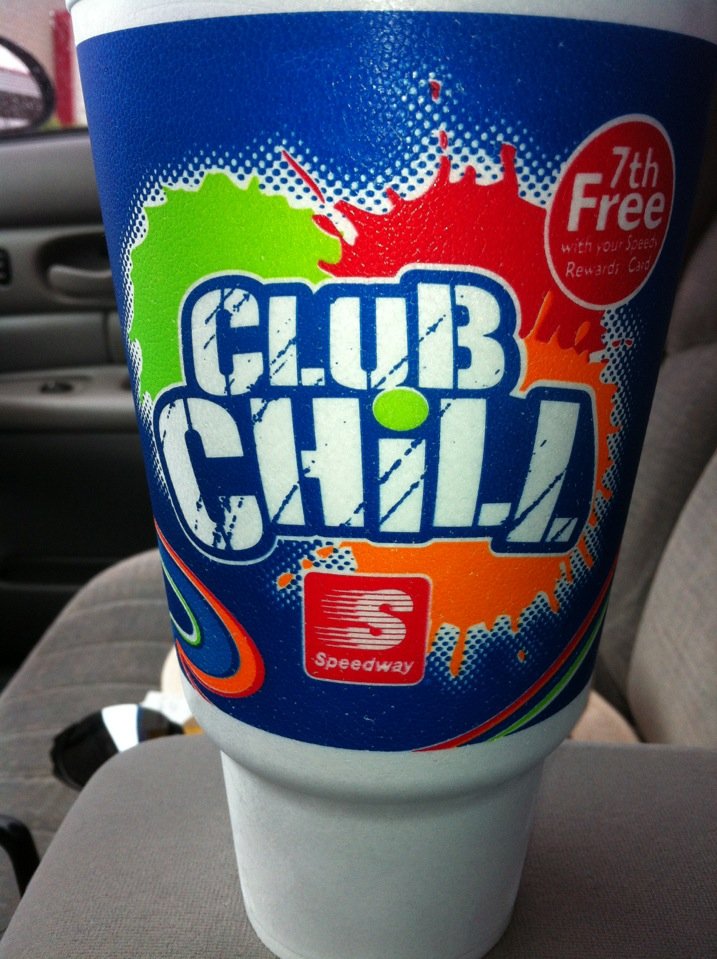 7th
Free
with your Speedy
Rewards Card
CLUB
CHiLL
S
Speedway